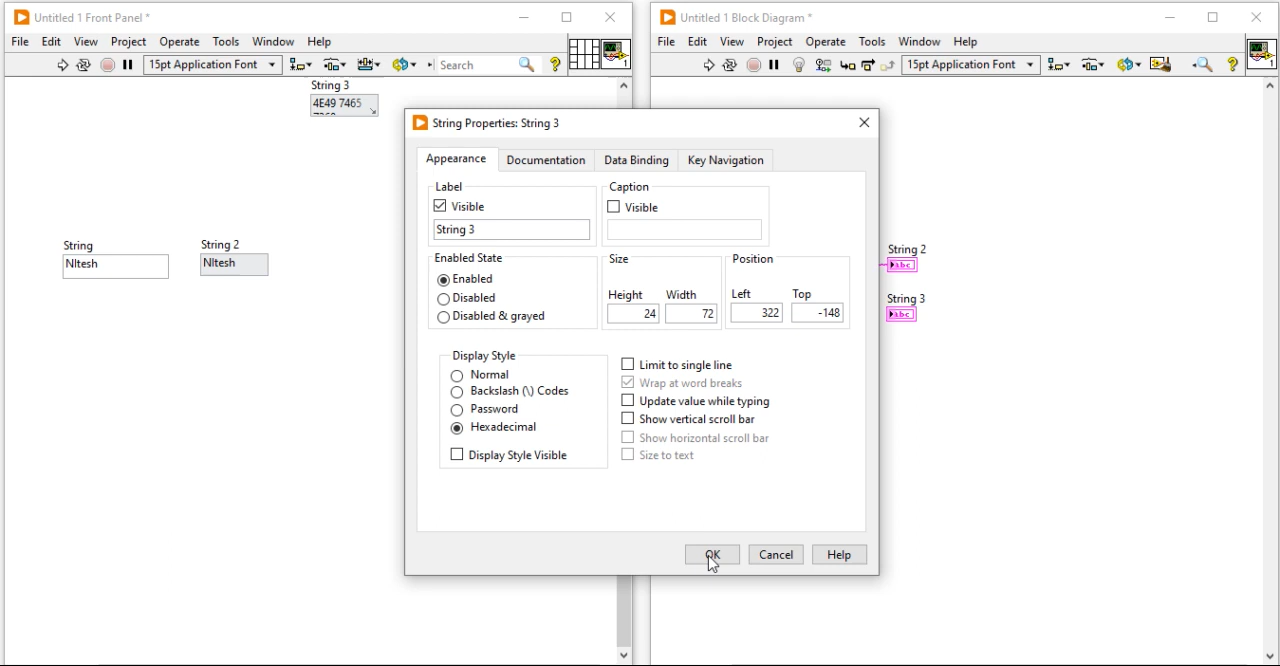 Untitled 1 Front Panel *
File Edit View Project Operate Tools Window Help
15pt Application Font
Search
1
String 3
4E49 7465
String
NItesh
String 2
NItesh
Untitled 1 Block Diagram *
File Edit View Project Operate Tools Window Help
15pt Application Font
1
String 2
abc
String 3
abc
String Properties: String 3
Appearance Documentation Data Binding Key Navigation
Label
Visible
String 3
Caption
Visible
Enabled State
Enabled
Disabled
Disabled & grayed
Size
Height Width
24 72
Position
Left Top
322 -148
Display Style
Normal
Backslash (\) Codes
Password
Hexadecimal
Display Style Visible
Limit to single line
Wrap at word breaks
Update value while typing
Show vertical scroll bar
Show horizontal scroll bar
Size to text
OK Cancel Help